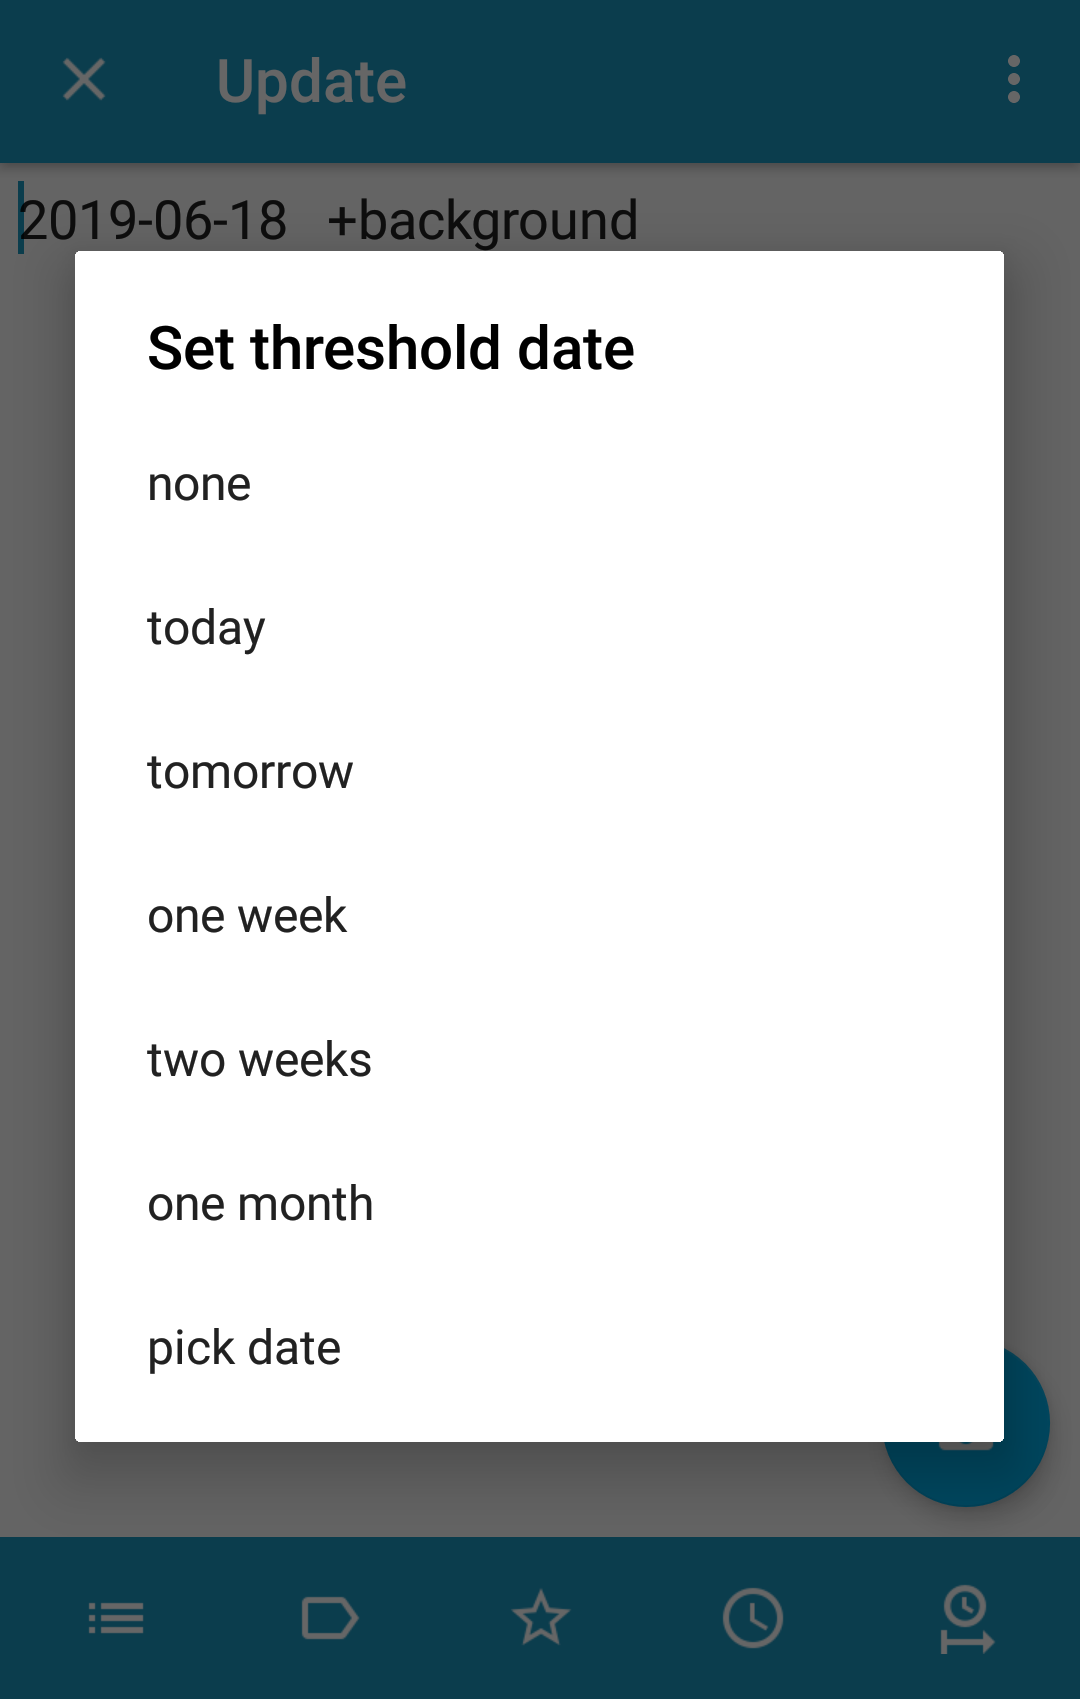 Update
2019-06-18 +background
Set threshold date
none
today
tomorrow
one week
two weeks
one month
pick date